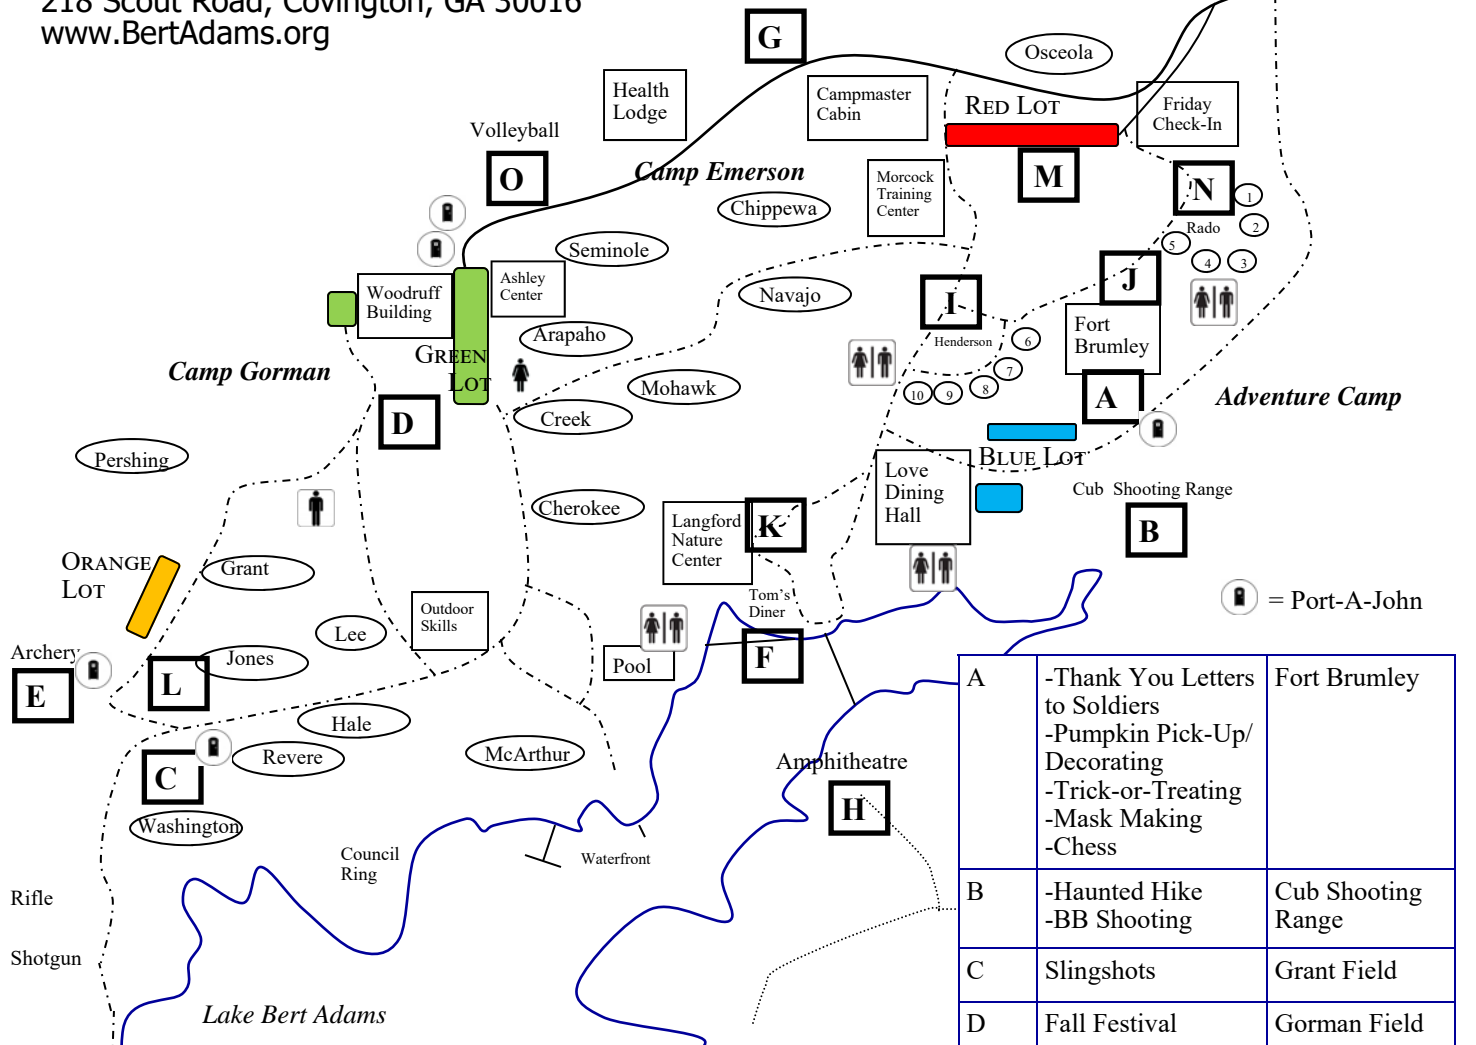 218 Scout Road, Covington, GA 30016
www.BertAdams.org
G
Osceola
Health
Lodge
Campmaster
Cabin
RED LOT
Friday
Check-In
Volleyball
O
Camp Emerson
M
Morcock
Training
Center
N
1
2
3
4
5
Rado
Chippewa
Seminole
Woodruff
Building
Ashley
Center
Navajo
I
Henderson
J
Fort
Brumley
Arapaho
GREEN
LOT
6
7
8
9
10
Camp Gorman
Mohawk
A
Adventure Camp
D
Creek
BLUE LOT
Pershing
Love
Dining
Hall
Cub Shooting Range
B
Cherokee
Langford
Nature
Center
K
ORANGE
LOT
Grant
Tom's
Diner
= Port-A-John
Outdoor
Skills
Lee
Archery
E
L
Jones
Pool
F
Hale
Revere
McArthur
C
Washington
Amphitheatre
H
Council
Ring
Waterfront
Rifle
Shotgun
Lake Bert Adams
A
-Thank You Letters
to Soldiers
-Pumpkin Pick-Up/
Decorating
-Trick-or-Treating
-Mask Making
-Chess
Fort Brumley
B
-Haunted Hike
-BB Shooting
Cub Shooting
Range
C
Slingshots
Grant Field
D
Fall Festival
Gorman Field